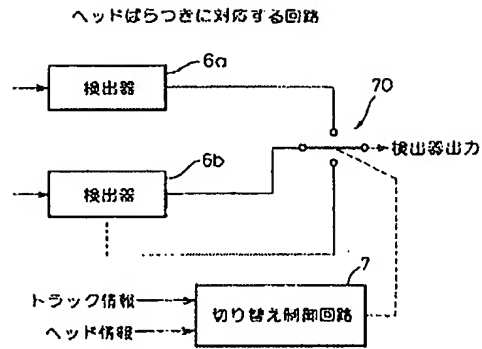 ヘッドばらつきに対応する回路
6a
検出器
70
検出器出力
6b
検出器
7
トラック情報
ヘッド情報
切り替え制御回路